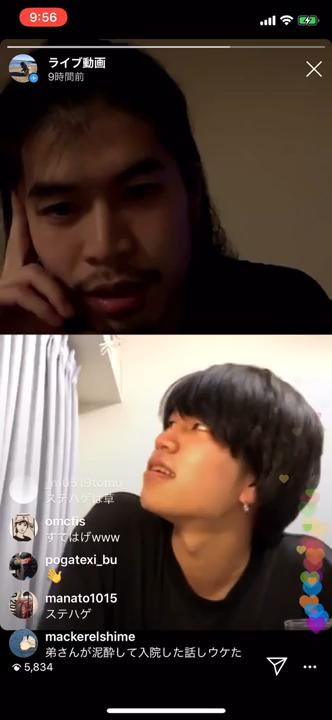 9:56
ライブ動画
9時間前
_m0519tomu
ステハゲは草
omcfis
すてはげwww
pogatexi_bu
👋
manato1015
ステハゲ
mackerelshime
弟さんが泥酔して入院した話しウケた
5,834